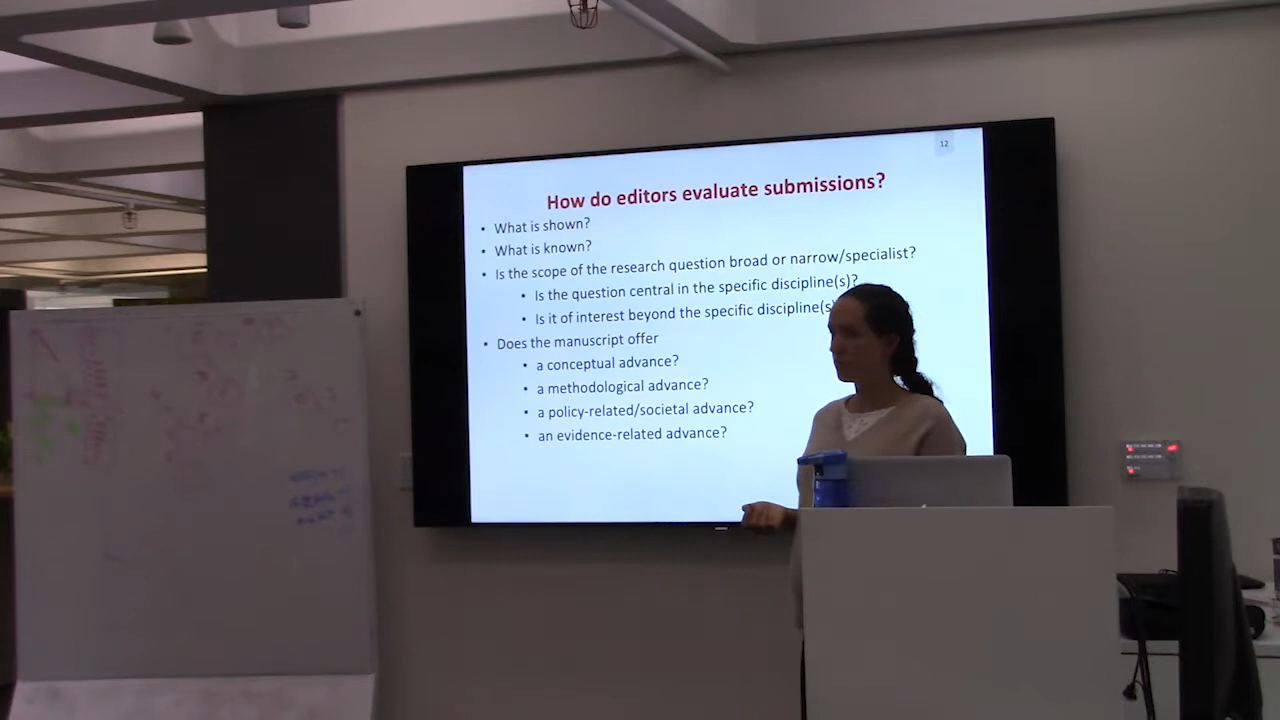 12
How do editors evaluate submissions?
• What is shown?
• What is known?
• Is the scope of the research question broad or narrow/specialist?
• Is the question central in the specific discipline(s)?
• Is it of interest beyond the specific discipline(s)
• Does the manuscript offer
• a conceptual advance?
• a methodological advance?
• a policy-related/societal advance?
• an evidence-related advance?